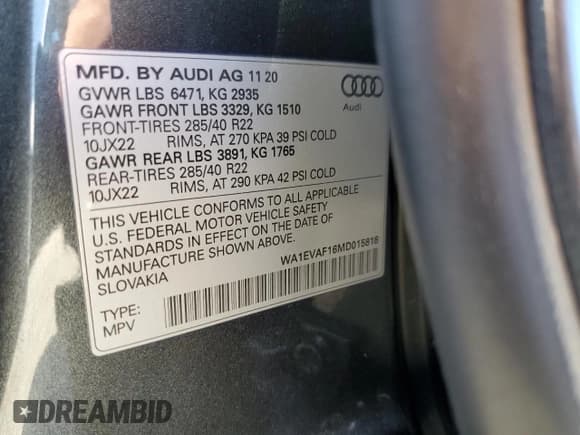 MFD. BY AUDI AG 11 20
GVWR LBS 6471, KG 2935
GAWR FRONT LBS 3329, KG 1510
FRONT-TIRES 285/40 R22
10JX22 RIMS, AT 270 KPA 39 PSI COLD
GAWR REAR LBS 3891, KG 1765
REAR-TIRES 285/40 R22
10JX22 RIMS, AT 290 KPA 42 PSI COLD
Audi
THIS VEHICLE CONFORMS TO ALL APPLICABLE
U.S. FEDERAL MOTOR VEHICLE SAFETY
STANDARDS IN EFFECT ON THE DATE OF
MANUFACTURE SHOWN ABOVE.
SLOVAKIA
WA1EVAF16MD015816
TYPE:
MPV
DREAMBID